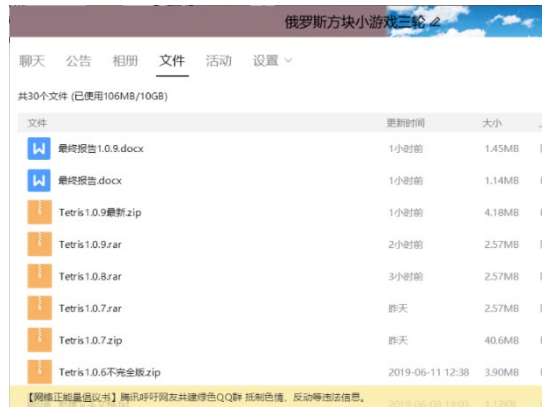 俄罗斯方块小游戏三轮
聊天 公告 相册 文件 活动 设置
共30个文件 (已使用106MB/10GB)
文件 更新时间 大小
最终报告1.0.9.docx 1小时前 1.45MB
最终报告.docx 1小时前 1.14MB
Tetris1.0.9最新.zip 1小时前 4.18MB
Tetris1.0.9.rar 2小时前 2.57MB
Tetris1.0.8.rar 3小时前 2.57MB
Tetris1.0.7.rar 昨天 2.57MB
Tetris1.0.7.zip 昨天 40.6MB
Tetris1.0.6不完全版.zip 2019-06-11 12:38 3.90MB
【网络正能量倡议书】腾讯呼吁网友共建绿色QQ群 抵制色情、反动等违法信息。
2019-06-08 19:03 1.12KB